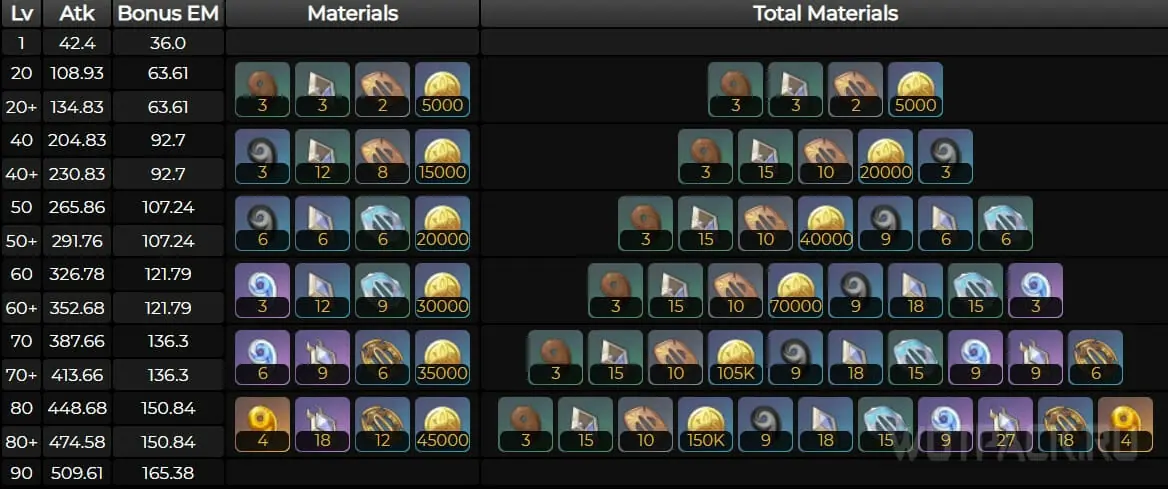 Lv Atk Bonus EM Materials Total Materials
1 42.4 36.0
20 108.93 63.61
3 3 2 5000 3 3 2 5000
20+ 134.83 63.61
40 204.83 92.7
3 12 8 15000 3 15 10 20000 3
40+ 230.83 92.7
50 265.86 107.24
6 6 6 20000 3 15 10 40000 9 6 6
50+ 291.76 107.24
60 326.78 121.79
3 12 9 30000 3 15 10 70000 9 18 15 3
60+ 352.68 121.79
70 387.66 136.3
6 9 6 35000 3 15 10 105K 9 18 15 9 9 6
70+ 413.66 136.3
80 448.68 150.84
4 18 12 45000 3 15 10 150K 9 18 15 9 27 18 4
80+ 474.58 150.84
WOTPACK.RU
90 509.61 165.38